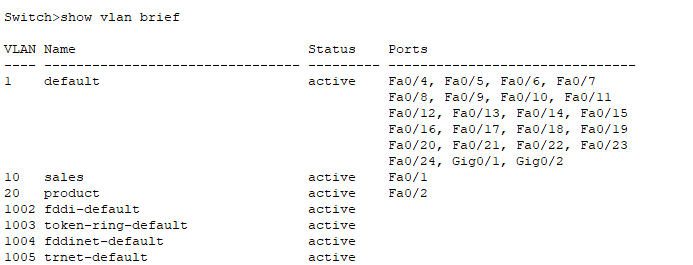 Switch>show vlan brief
VLAN Name                             Status    Ports
---- -------------------------------- --------- -------------------------------
1    default                          active    Fa0/4, Fa0/5, Fa0/6, Fa0/7
                                                Fa0/8, Fa0/9, Fa0/10, Fa0/11
                                                Fa0/12, Fa0/13, Fa0/14, Fa0/15
                                                Fa0/16, Fa0/17, Fa0/18, Fa0/19
                                                Fa0/20, Fa0/21, Fa0/22, Fa0/23
                                                Fa0/24, Gig0/1, Gig0/2
10   sales                            active    Fa0/1
20   product                          active    Fa0/2
1002 fddi-default                     active
1003 token-ring-default               active
1004 fddinet-default                  active
1005 trnet-default                    active